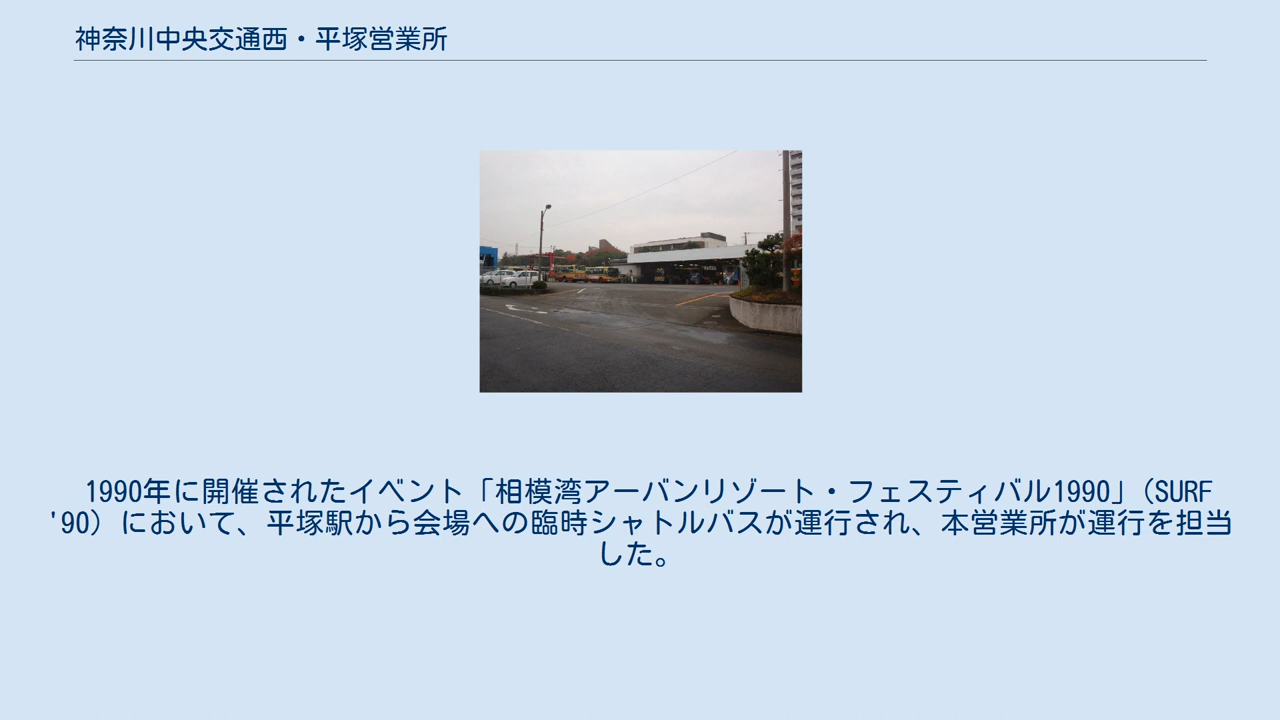 神奈川中央交通西・平塚営業所
1990年に開催されたイベント「相模湾アーバンリゾート・フェスティバル1990」（SURF
'90）において、平塚駅から会場への臨時シャトルバスが運行され、本営業所が運行を担当
した。